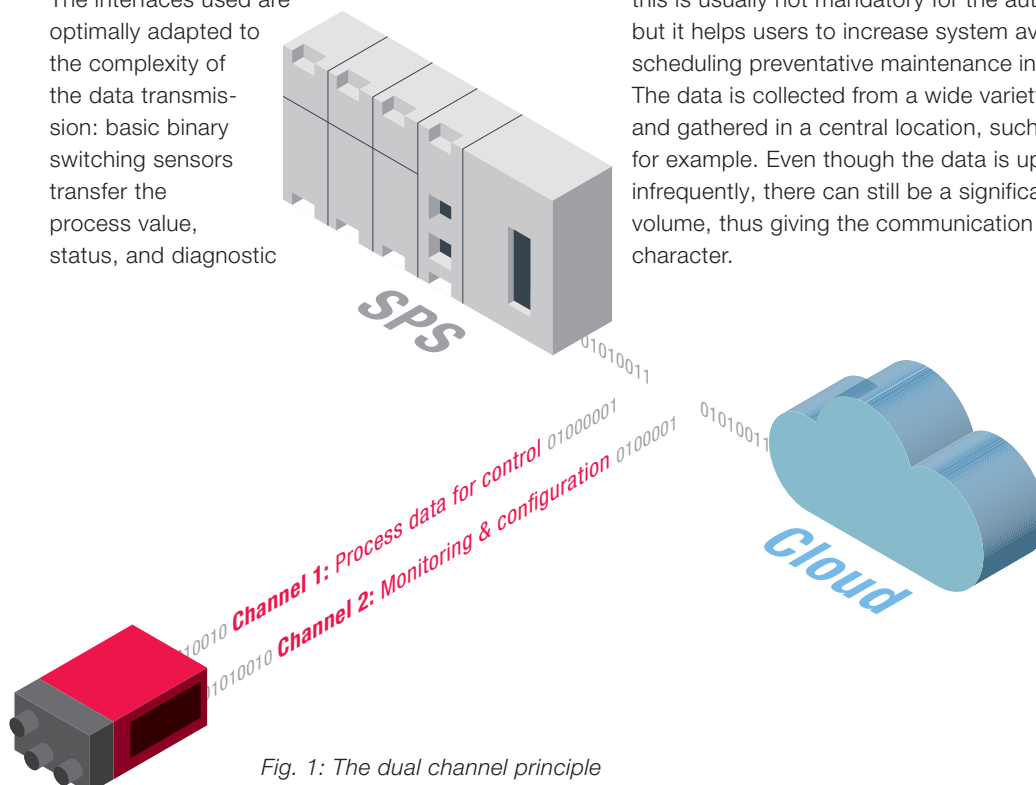 The interfaces used are
optimally adapted to
the complexity of
the data transmis-
sion: basic binary
switching sensors
transfer the
process value,
status, and diagnostic
this is usually not mandatory for the
but it helps users to increase system
scheduling preventative maintenance in
The data is collected from a wide
and gathered in a central location, such
for example. Even though the data is
infrequently, there can still be a
volume, thus giving the communication
character.
SPS
01010011
01010011
Cloud
10010 Channel 1: Process data for control 01000001
01010010 Channel 2: Monitoring & configuration 0100001
Fig. 1: The dual channel principle